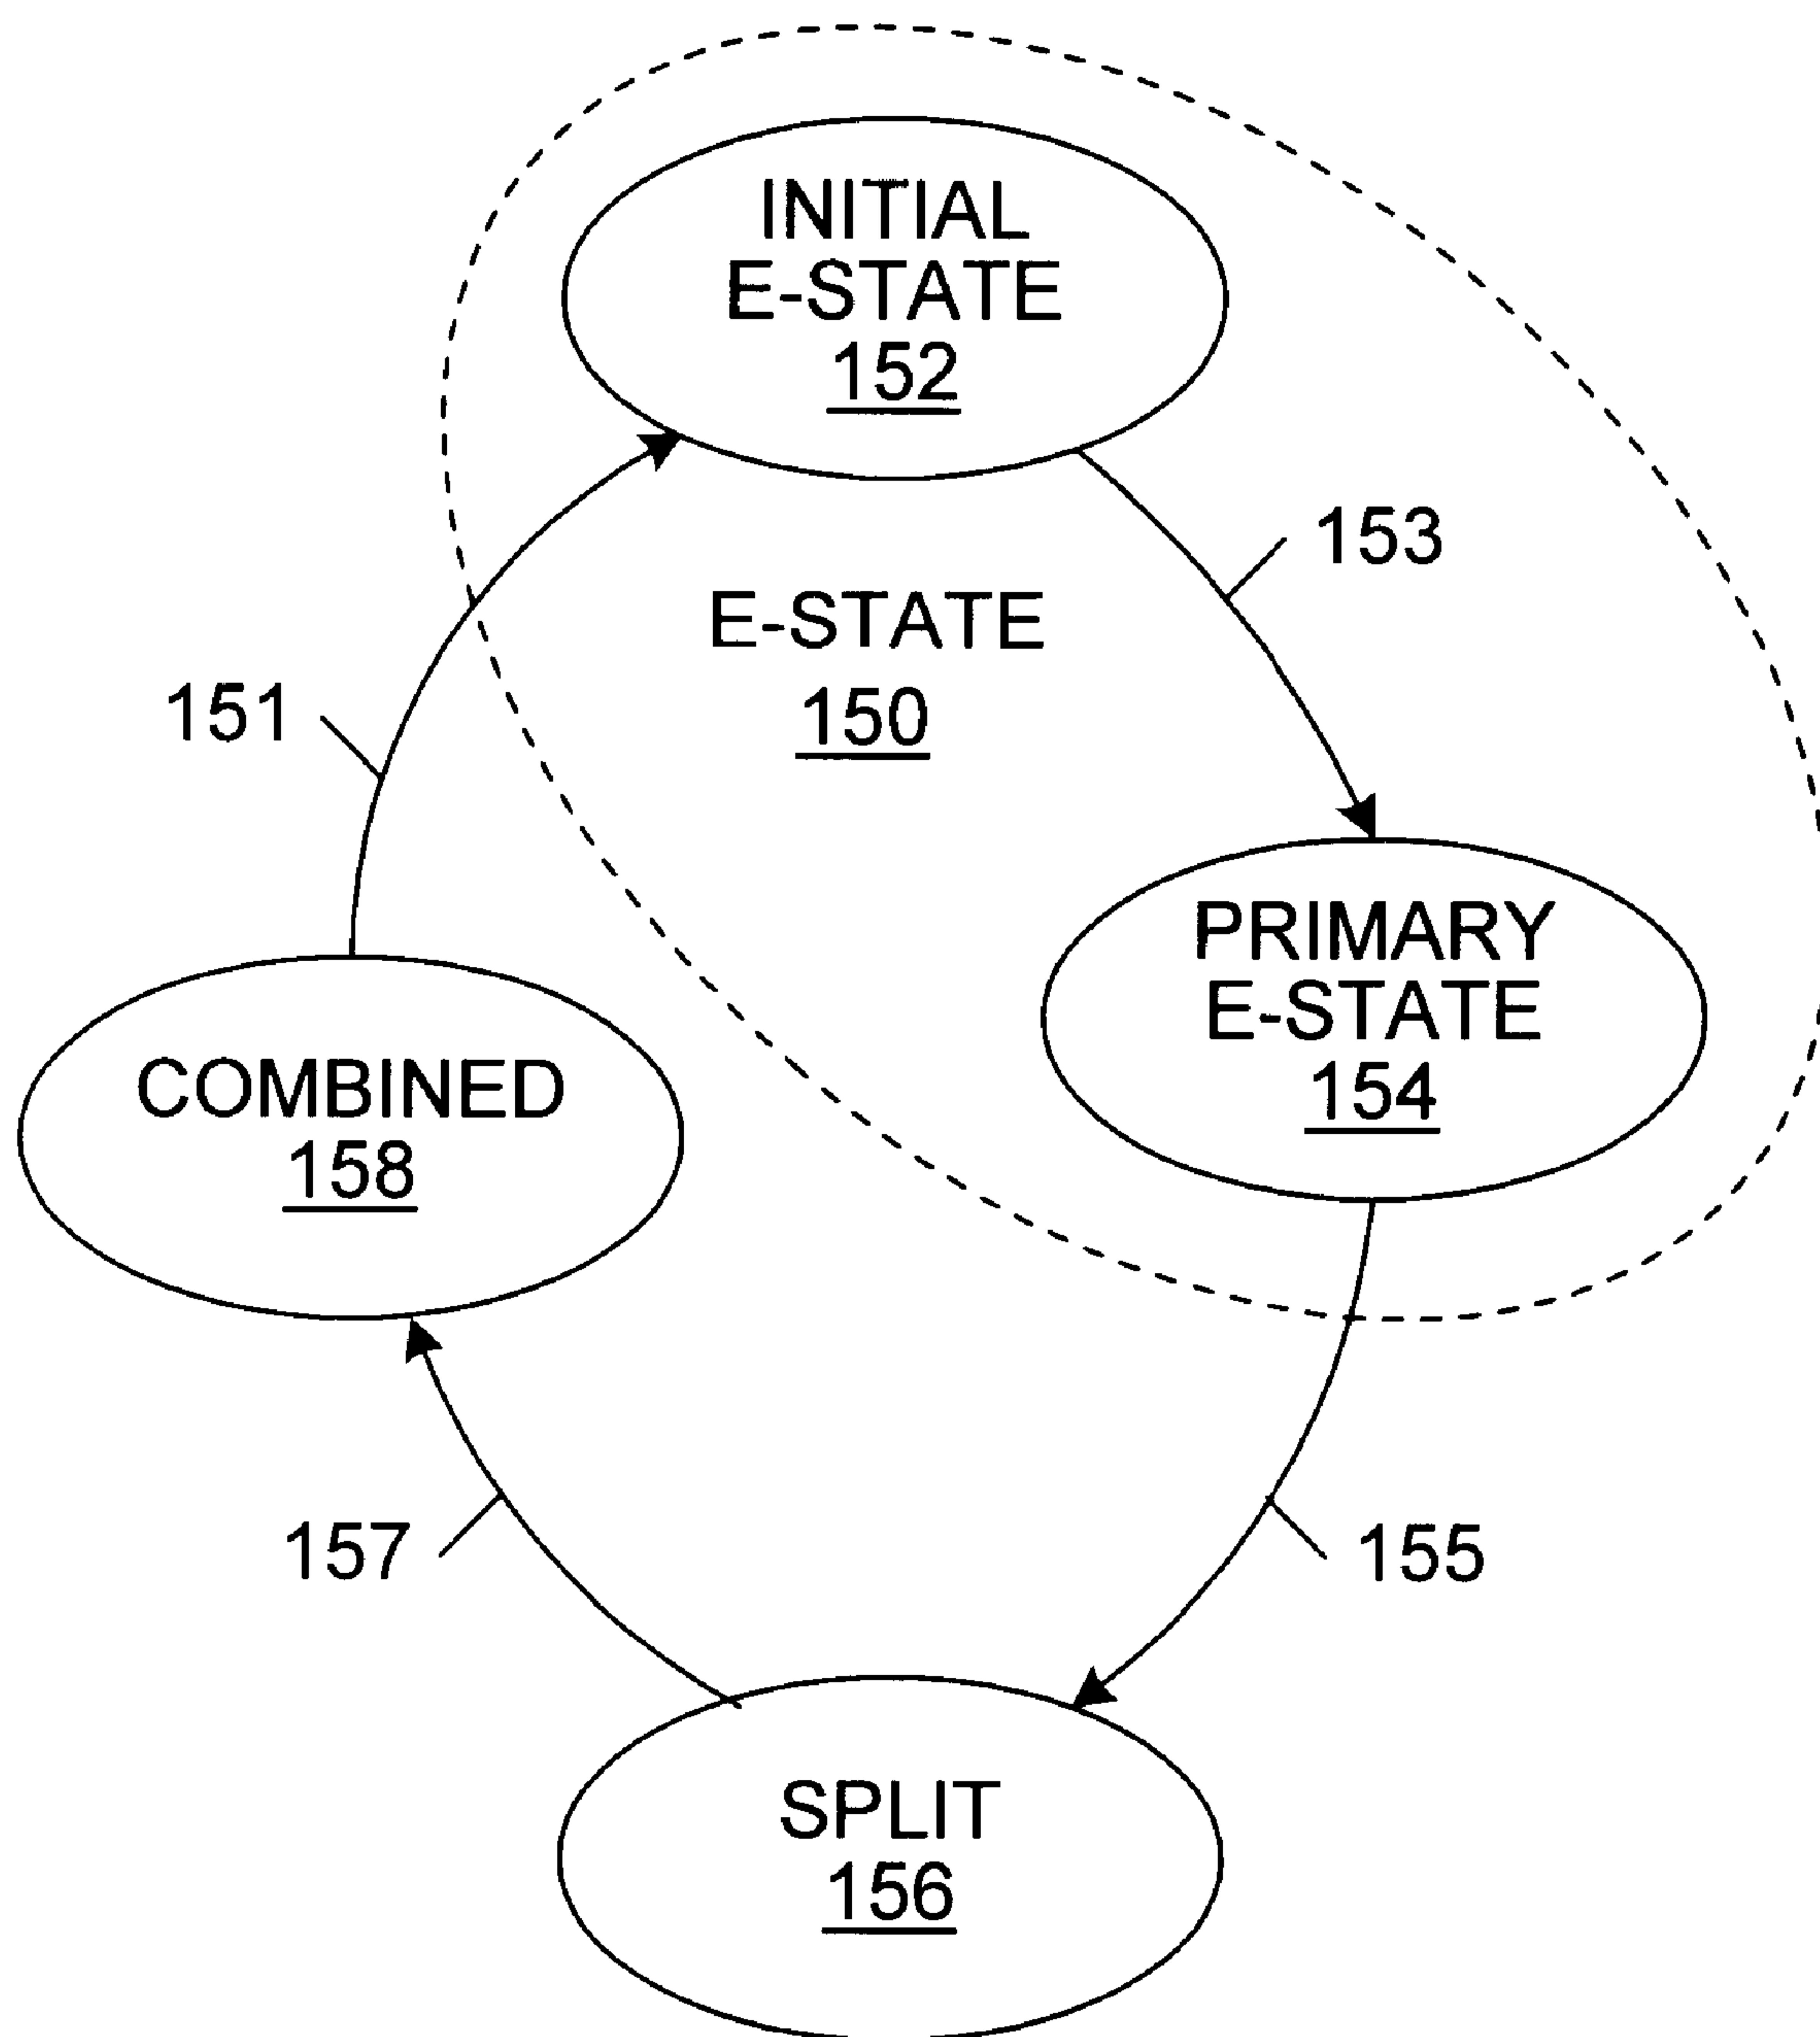 INITIAL
E-STATE
152
153
E-STATE
150
151
PRIMARY
E-STATE
154
COMBINED
158
157
155
SPLIT
156